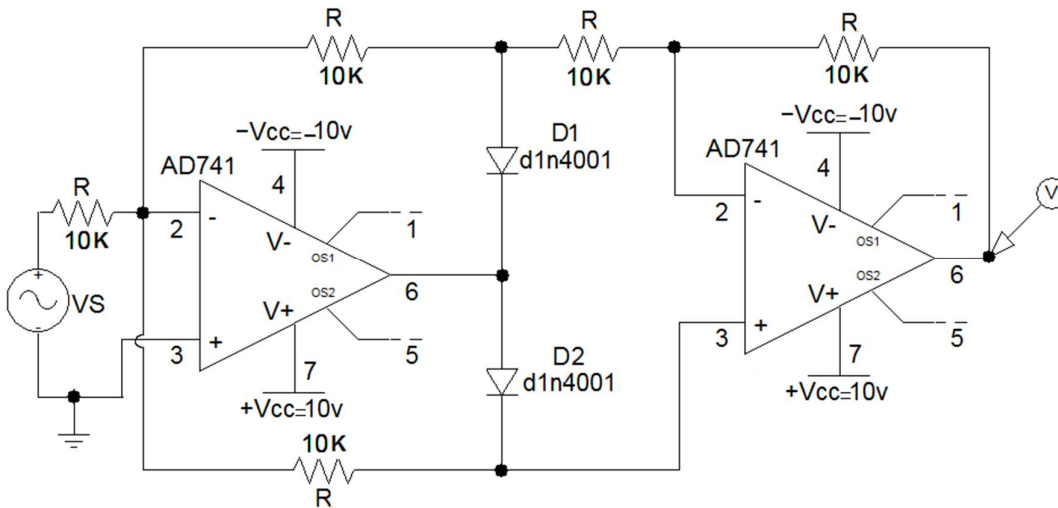 R
R
R
10K
10K
10K
−Vcc=−10v
−Vcc=−10v
D1
d1n4001
AD741
AD741
4
4
R
10K
2
-
V-
OS1
1
2
-
V-
OS1
1
V
+
-
VS
6
6
OS2
V+
OS2
V+
3
+
5
3
+
5
7
7
D2
d1n4001
+Vcc=10v
+Vcc=10v
10K
R